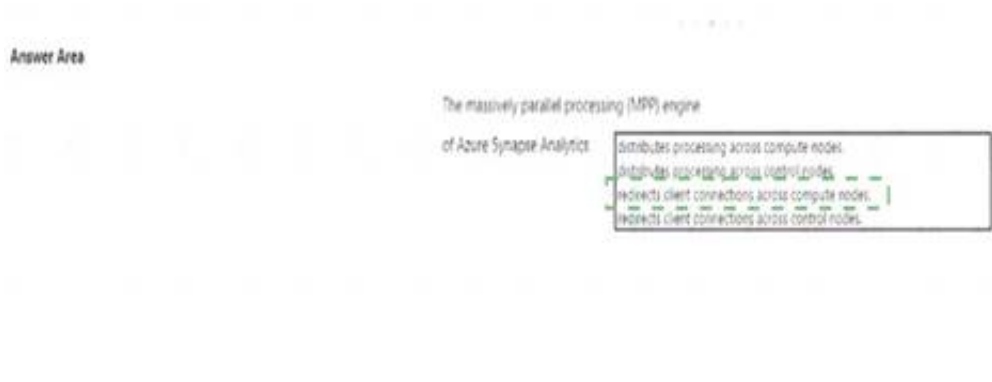 Answer Area
The massively parallel processing (MPP) engine
of Azure Synapse Analytics
distributes processing across compute nodes.
distributes processing across control nodes.
redirects client connections across compute nodes.
redirects client connections across control nodes.